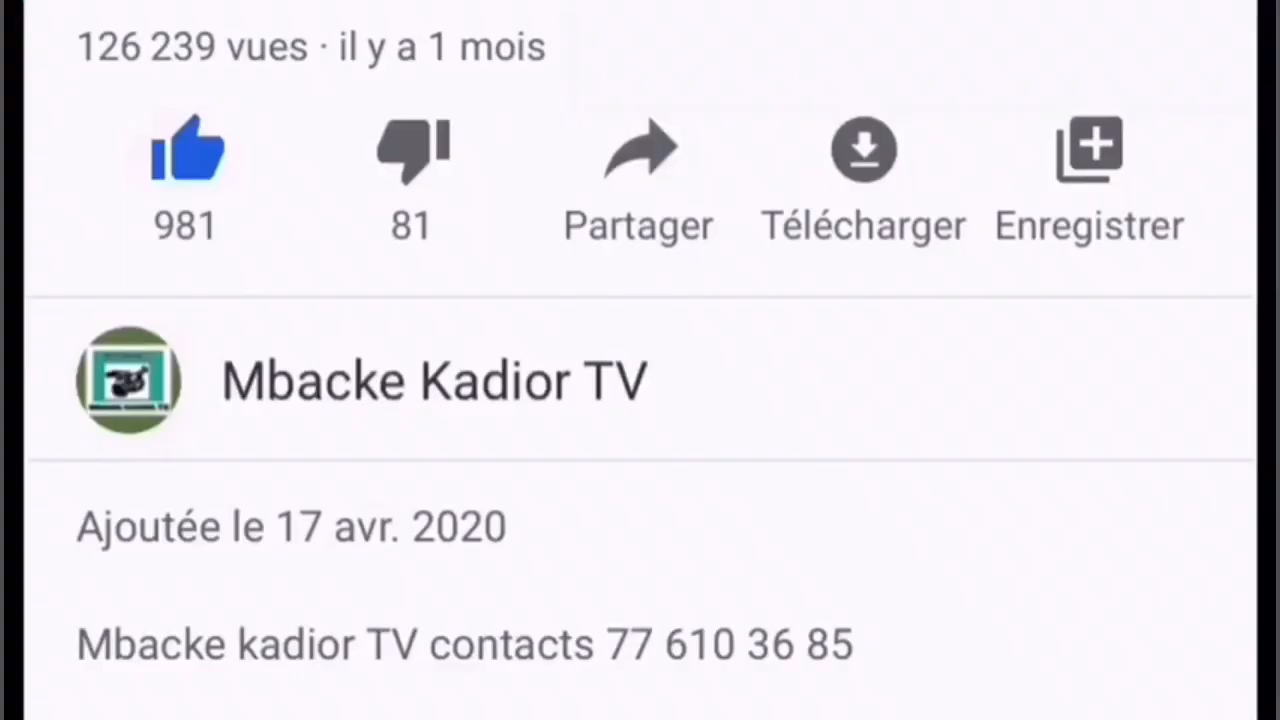 126 239 vues · il y a 1 mois
981 81 Partager Télécharger Enregistrer
Mbacke Kadior TV
Ajoutée le 17 avr. 2020
Mbacke kadior TV contacts 77 610 36 85